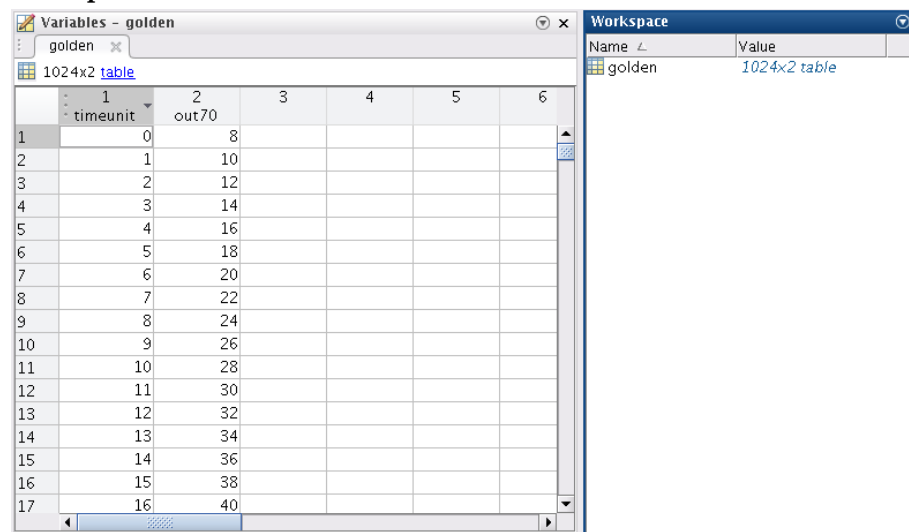 Variables - golden
golden
1024x2 table
1 2 3 4 5 6
timeunit out70
1 0 8
2 1 10
3 2 12
4 3 14
5 4 16
6 5 18
7 6 20
8 7 22
9 8 24
10 9 26
11 10 28
12 11 30
13 12 32
14 13 34
15 14 36
16 15 38
17 16 40
Workspace
Name Value
golden 1024x2 table